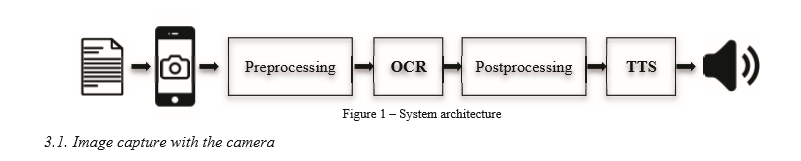 Preprocessing OCR Postprocessing TTS
Figure 1 – System architecture
3.1. Image capture with the camera